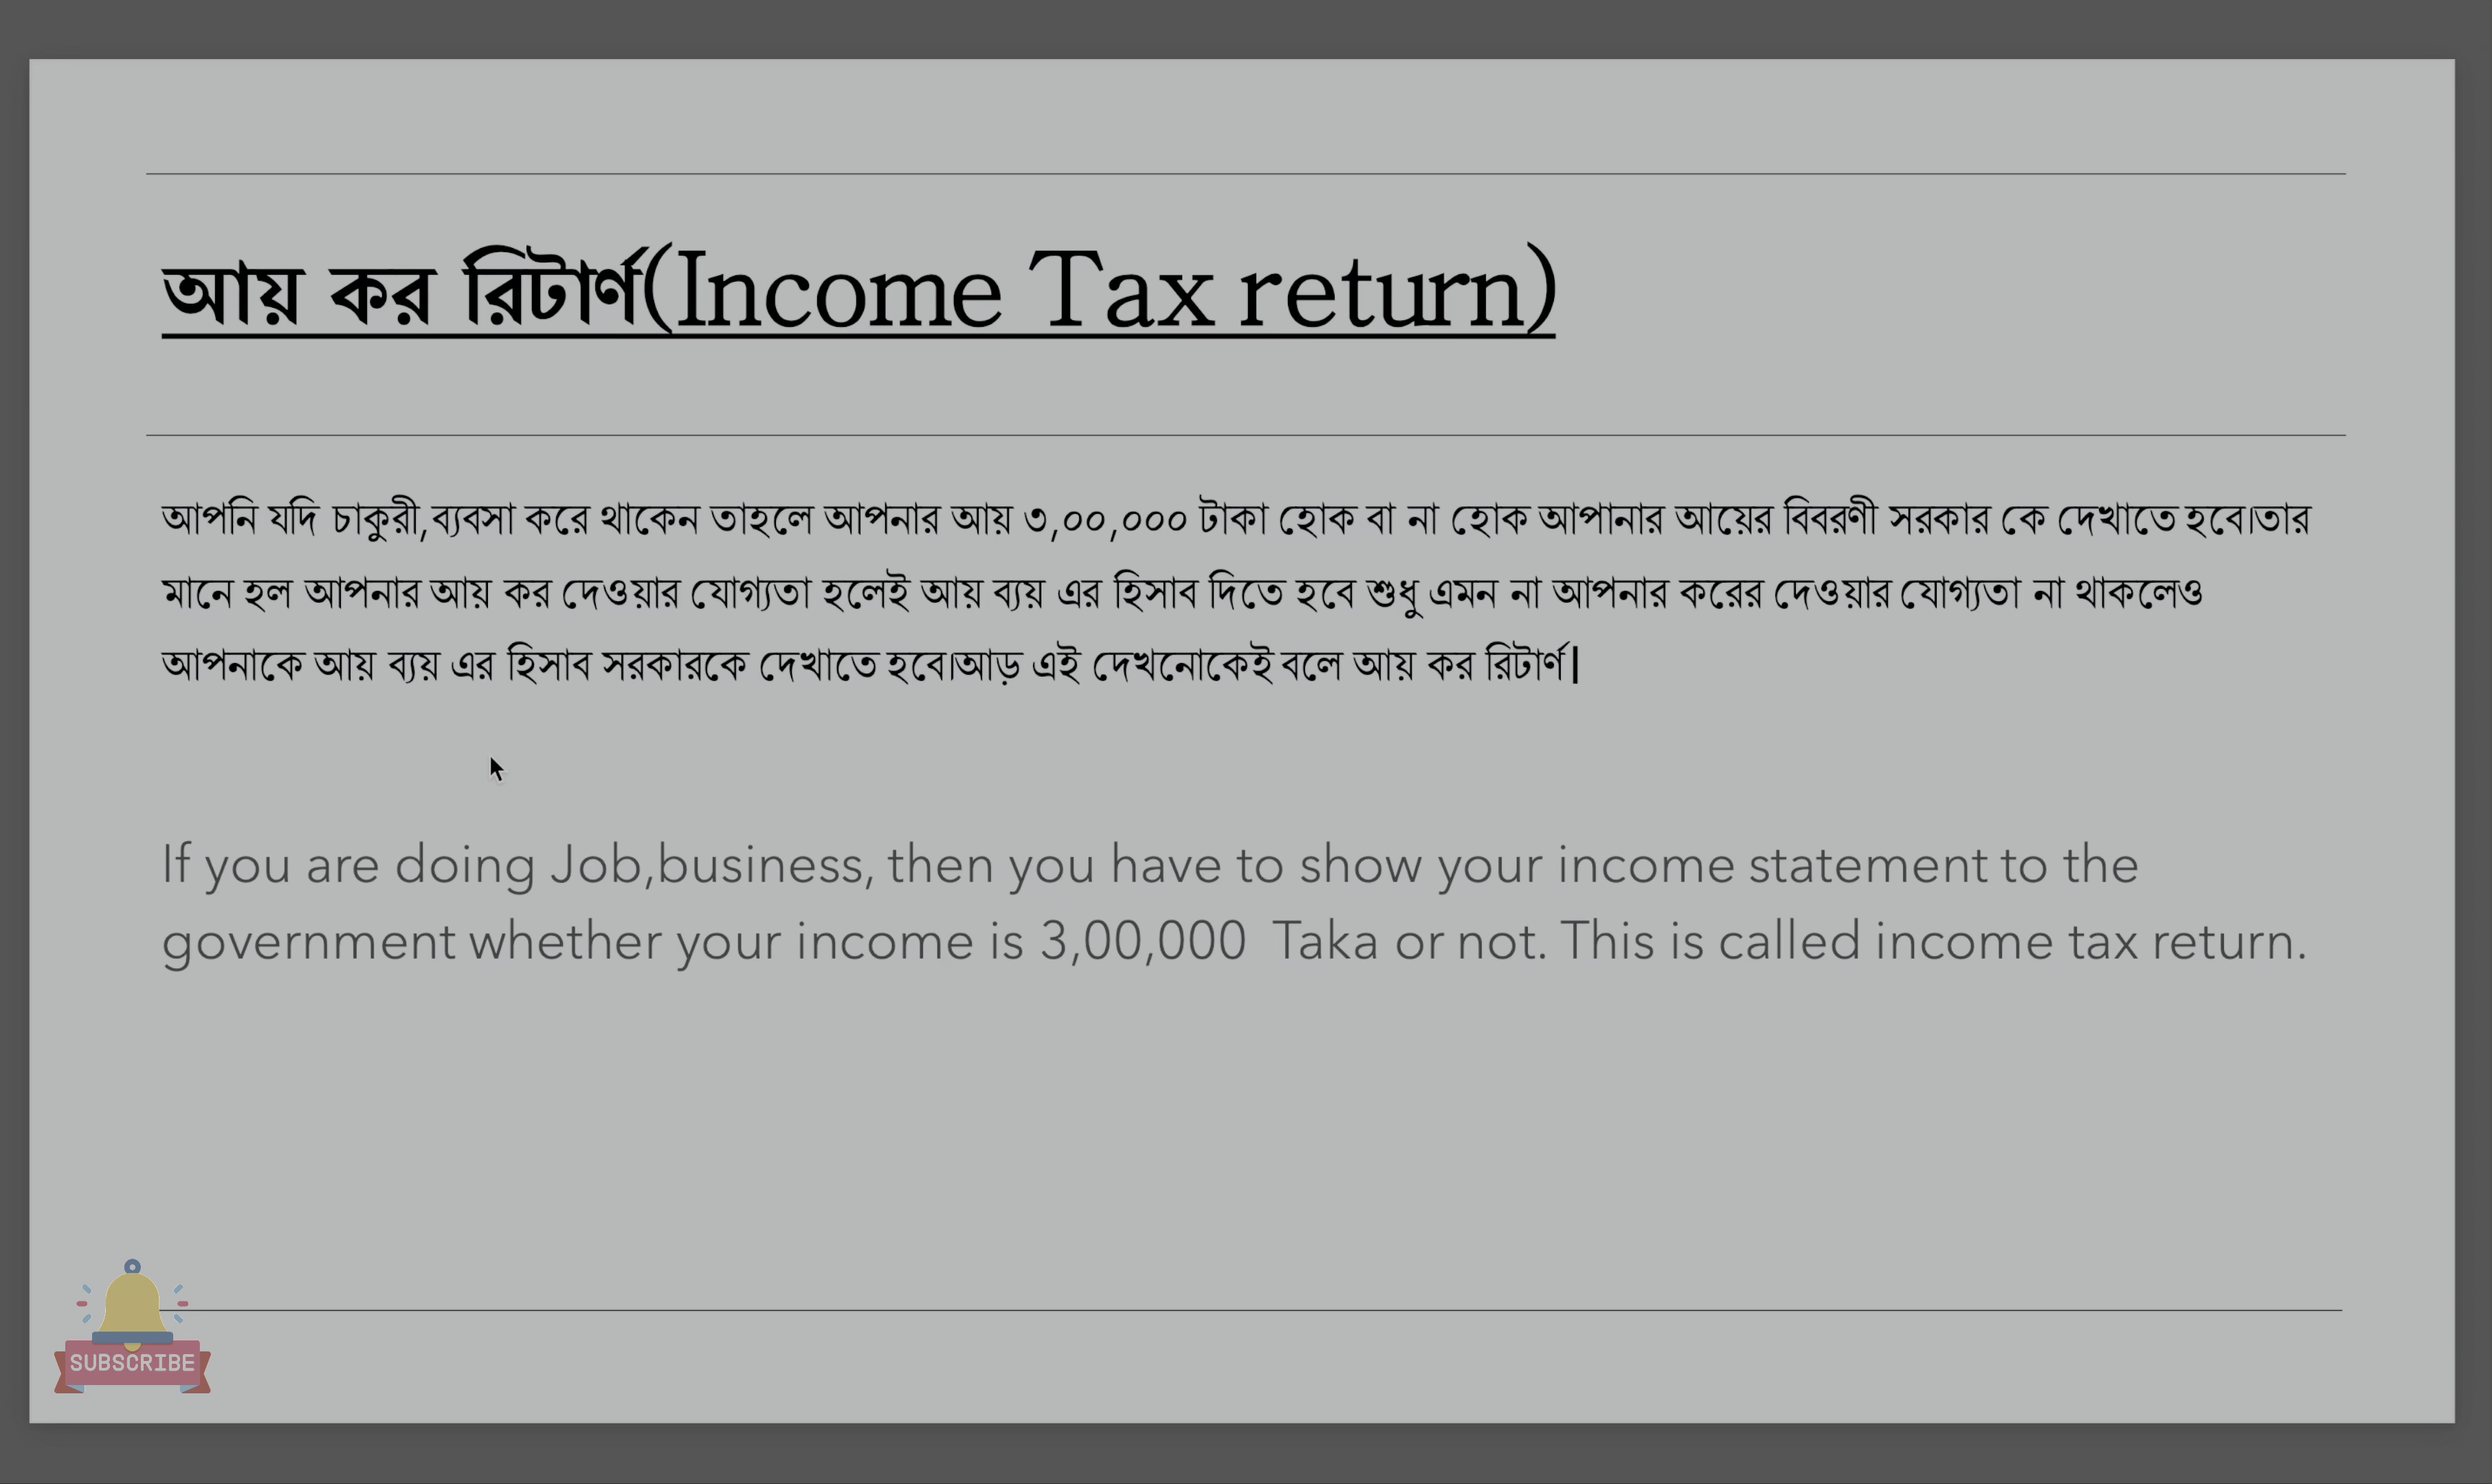 আয় কর রিটার্ণ(Income Tax return)
আপনি যদি চাকুরী,ব্যবসা করে থাকেন তাহলে আপনার আয় ৩,০০,০০০ টাকা হোক বা না হোক আপানার আয়ের বিবরণী সরকার কে দেখাতে হবে।তার
মানে হল আপনার আয় কর দেওয়ার যোগ্যতা হলেই আয় ব্যয় এর হিসাব দিতে হবে শুধু এমন না আপনার করের দেওয়ার যোগ্যতা না থাকলেও
আপনাকে আয় ব্যয় এর হিসাব সরকারকে দেখাতে হবে।আড় এই দেখানোকেই বলে আয় কর রিটার্ণ|
If you are doing Job,business, then you have to show your income statement to the
government whether your income is 3,00,000 Taka or not. This is called income tax return.
SUBSCRIBE